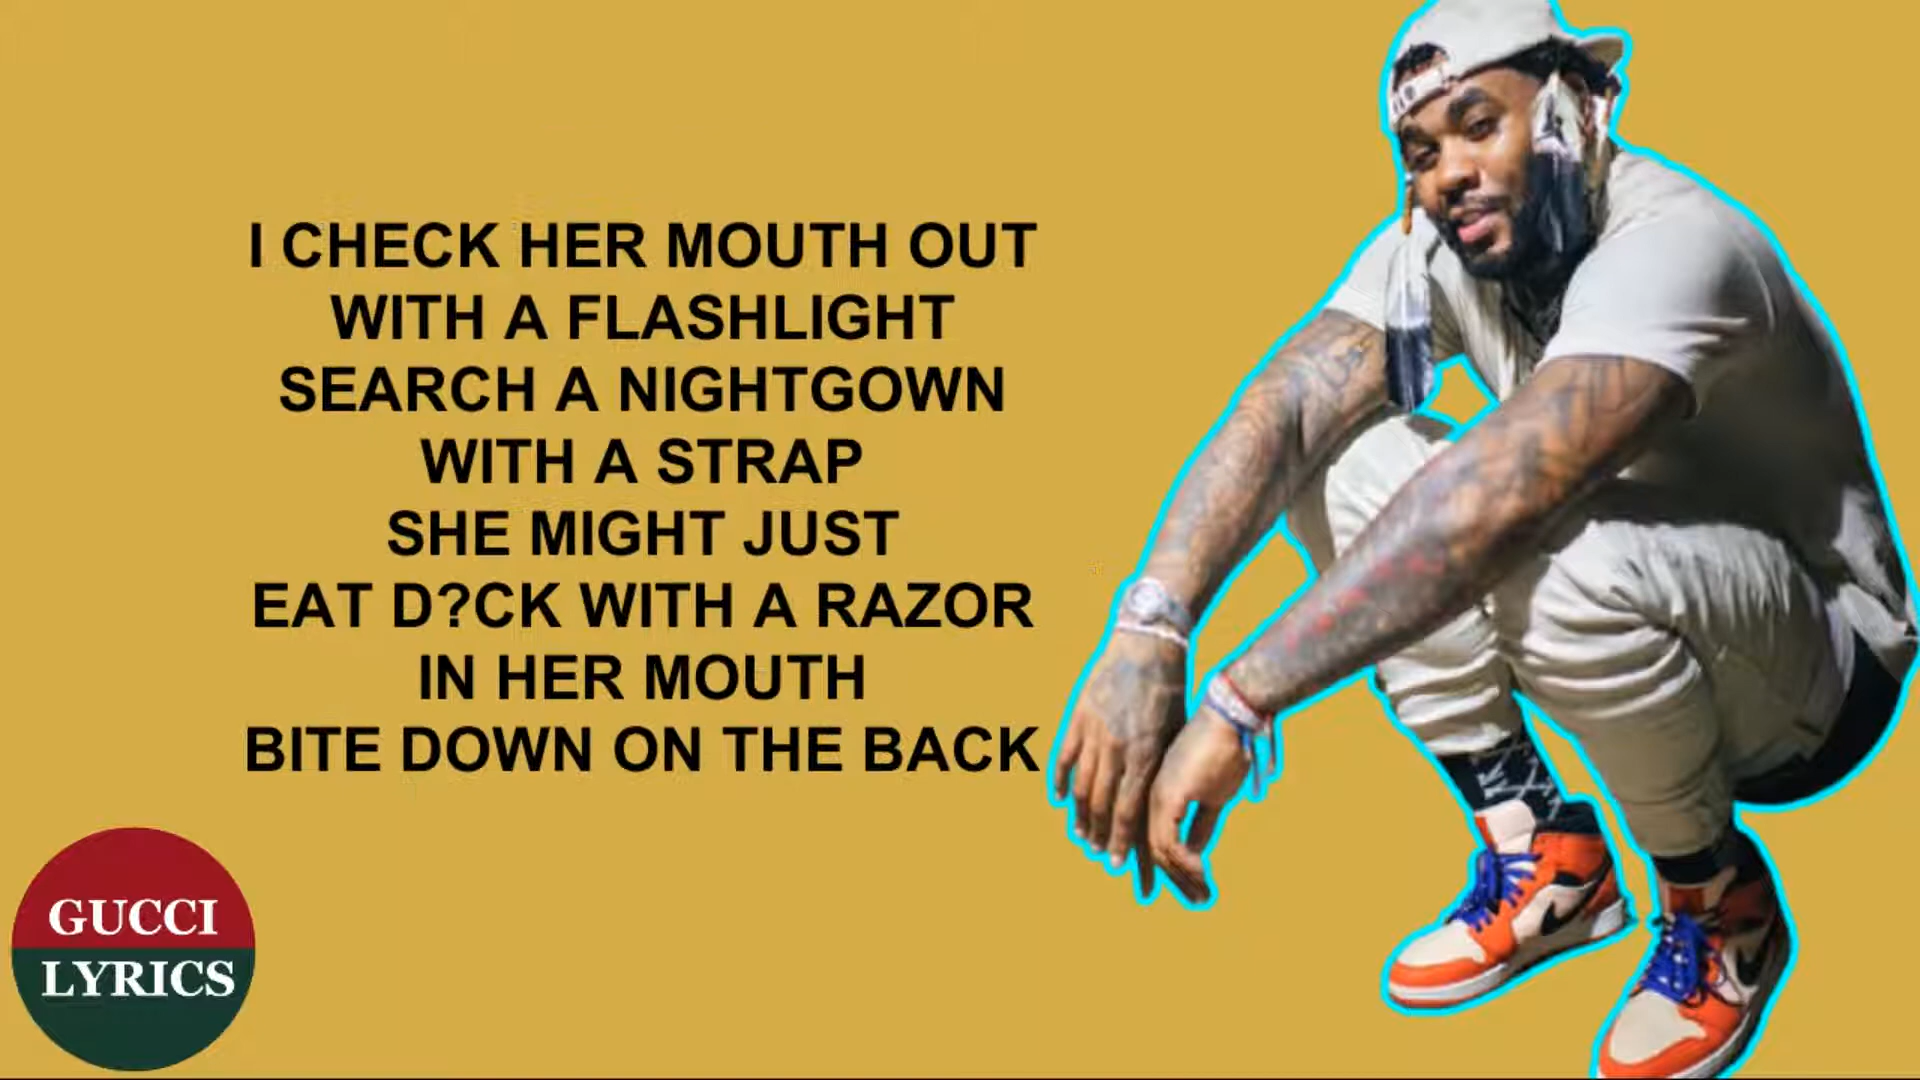 I CHECK HER MOUTH OUT
WITH A FLASHLIGHT
SEARCH A NIGHTGOWN
WITH A STRAP
SHE MIGHT JUST
EAT D?CK WITH A RAZOR
IN HER MOUTH
BITE DOWN ON THE BACK
GUCCI
LYRICS